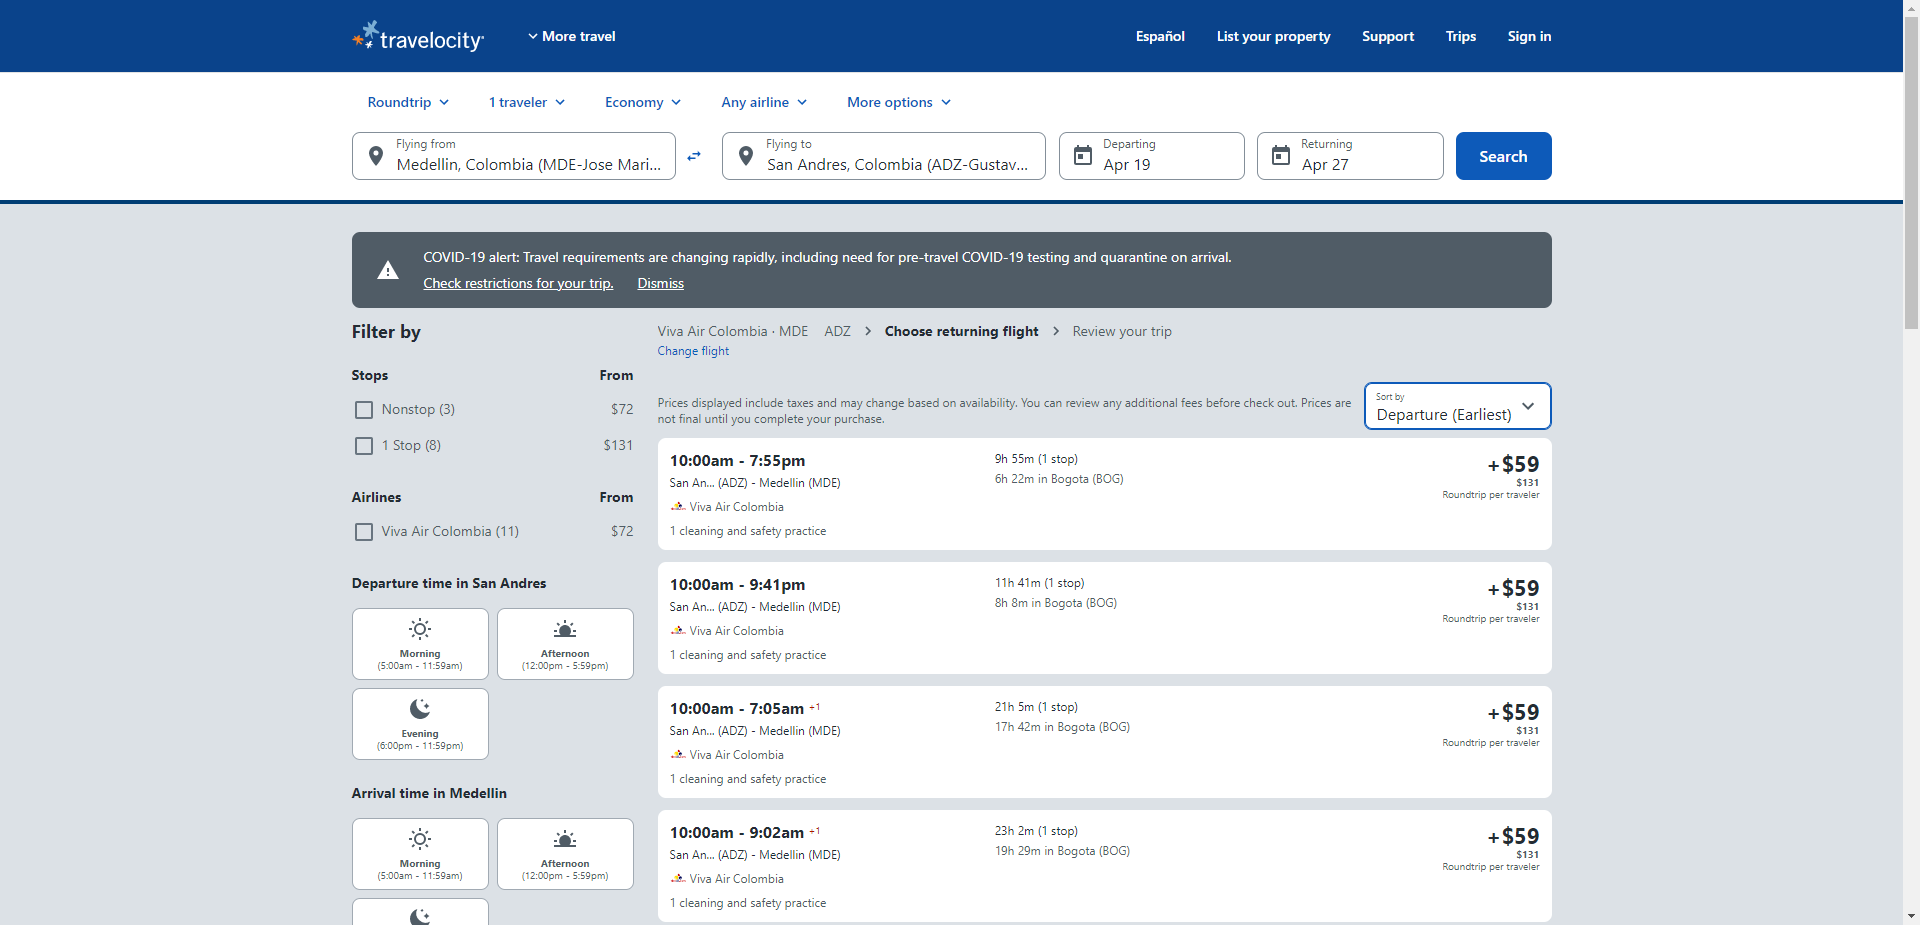 travelocity
More travel
Español
List your property
Support
Trips
Sign in
Roundtrip
1 traveler
Economy
Any airline
More options
Flying from
Medellin, Colombia (MDE-Jose Mari...
Flying to
San Andres, Colombia (ADZ-Gustav...
Departing
Apr 19
Returning
Apr 27
Search
COVID-19 alert: Travel requirements are changing rapidly, including need for pre-travel COVID-19 testing and quarantine on arrival.
Check restrictions for your trip. Dismiss
Filter by
Stops From
Nonstop (3) $72
1 Stop (8) $131
Airlines From
Viva Air Colombia (11) $72
Departure time in San Andres
Morning
(5:00am - 11:59am)
Afternoon
(12:00pm - 5:59pm)
Evening
(6:00pm - 11:59pm)
Arrival time in Medellin
Morning
(5:00am - 11:59am)
Afternoon
(12:00pm - 5:59pm)
Viva Air Colombia · MDE ADZ Choose returning flight Review your trip
Change flight
Prices displayed include taxes and may change based on availability. You can review any additional fees before check out. Prices are
not final until you complete your purchase.
Sort by
Departure (Earliest)
10:00am - 7:55pm
San An... (ADZ) - Medellin (MDE)
Viva Air Colombia
1 cleaning and safety practice
9h 55m (1 stop)
6h 22m in Bogota (BOG)
+$59
$131
Roundtrip per traveler
10:00am - 9:41pm
San An... (ADZ) - Medellin (MDE)
Viva Air Colombia
1 cleaning and safety practice
11h 41m (1 stop)
8h 8m in Bogota (BOG)
+$59
$131
Roundtrip per traveler
10:00am - 7:05am +1
San An... (ADZ) - Medellin (MDE)
Viva Air Colombia
1 cleaning and safety practice
21h 5m (1 stop)
17h 42m in Bogota (BOG)
+$59
$131
Roundtrip per traveler
10:00am - 9:02am +1
San An... (ADZ) - Medellin (MDE)
Viva Air Colombia
1 cleaning and safety practice
23h 2m (1 stop)
19h 29m in Bogota (BOG)
+$59
$131
Roundtrip per traveler